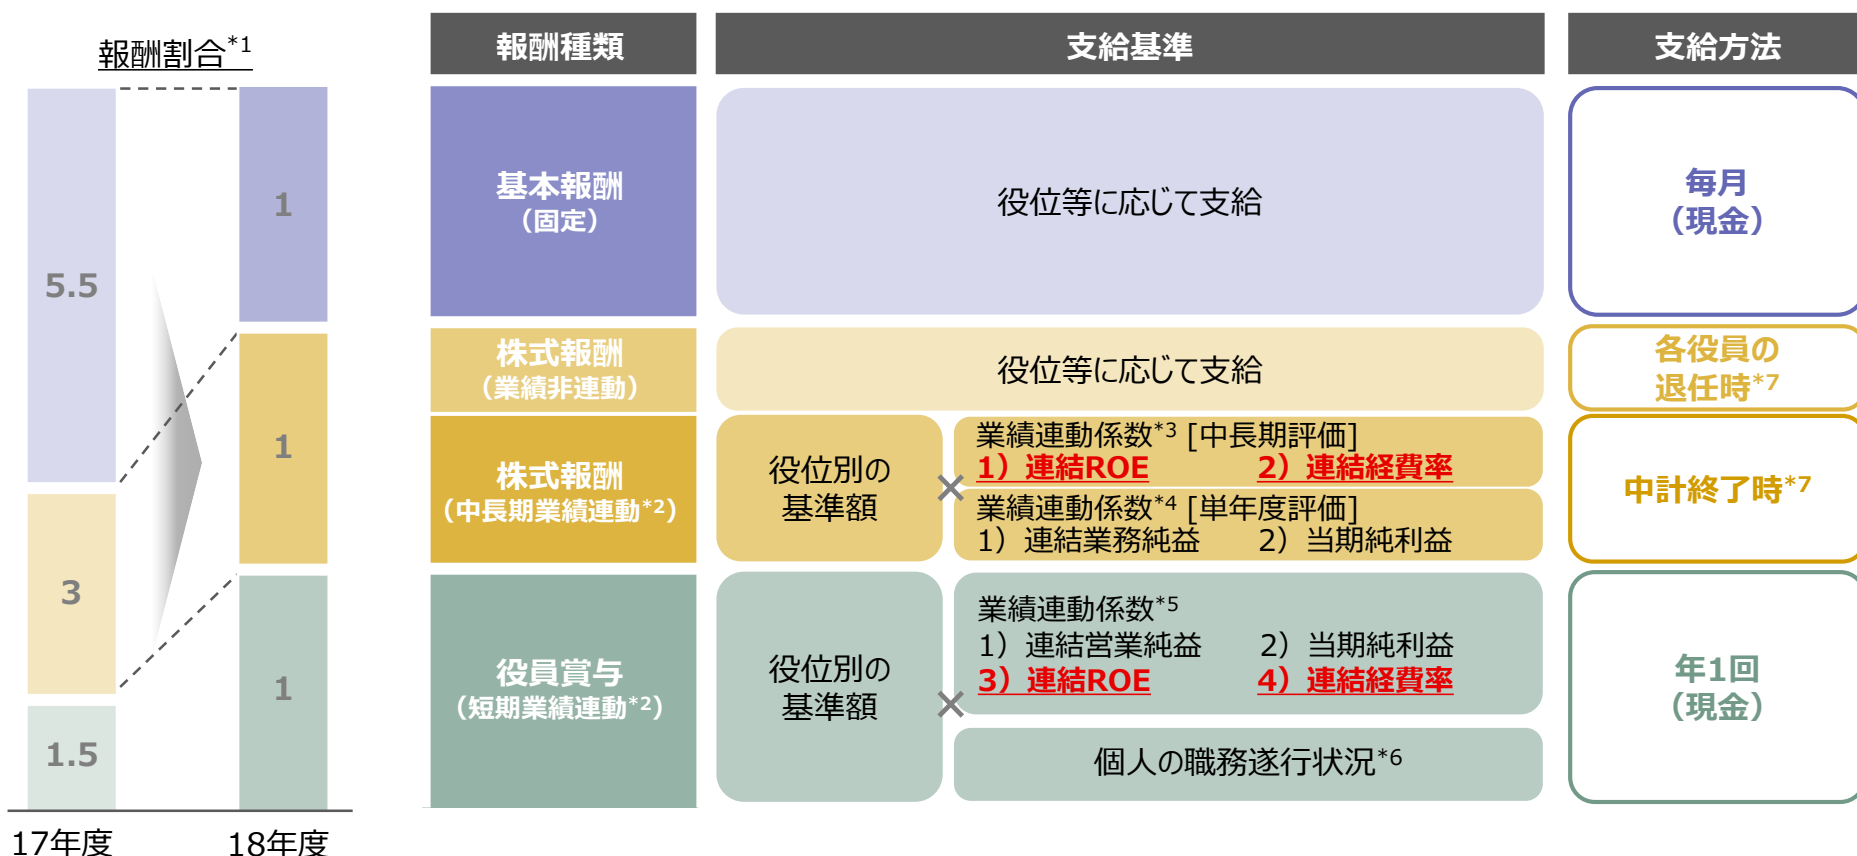 報酬割合*1
5.5
3
1.5
17年度
1
1
1
18年度
報酬種類
支給基準
支給方法
基本報酬
（固定）
役位等に応じて支給
毎月
（現金）
株式報酬
（業績非連動）
役位等に応じて支給
各役員の
退任時*7
株式報酬
（中長期業績連動*2）
役位別の
基準額
×
業績連動係数*3 [中長期評価]
1）連結ROE 2）連結経費率
業績連動係数*4 [単年度評価]
1）連結業務純益 2）当期純利益
中計終了時*7
役員賞与
（短期業績連動*2）
役位別の
基準額
×
業績連動係数*5
1）連結営業純益 2）当期純利益
3）連結ROE 4）連結経費率
個人の職務遂行状況*6
年1回
（現金）